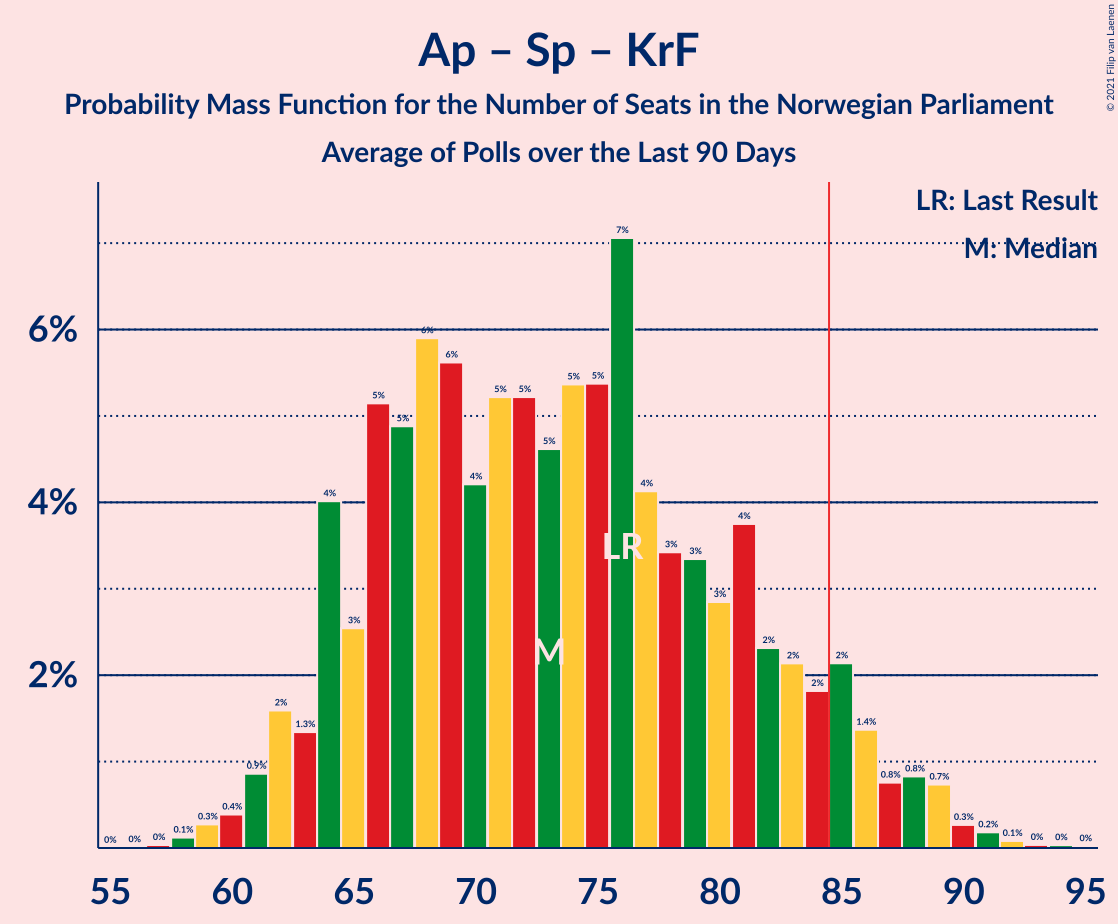 Ap – Sp – KrF
Probability Mass Function for the Number of Seats in the Norwegian Parliament
Average of Polls over the Last 90 Days
© 2021 Filip van Laenen
LR: Last Result
M: Median
6%
4%
2%
0% 0% 0% 0.1% 0.3% 0.4% 0.9% 2% 1.3% 4% 3% 5% 5% 6% 6% 4% 5% 5% 5% 5% 5% 7% 4% 3% 3% 3% 4% 2% 2% 2% 2% 1.4% 0.8% 0.8% 0.7% 0.3% 0.2% 0.1% 0% 0% 0%
LR
M
55 60 65 70 75 80 85 90 95